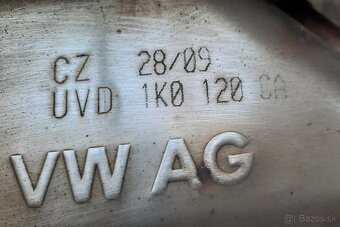 CZ 28/09
UVD 1K0 120 CA
VW AG
@ Bazos.sk